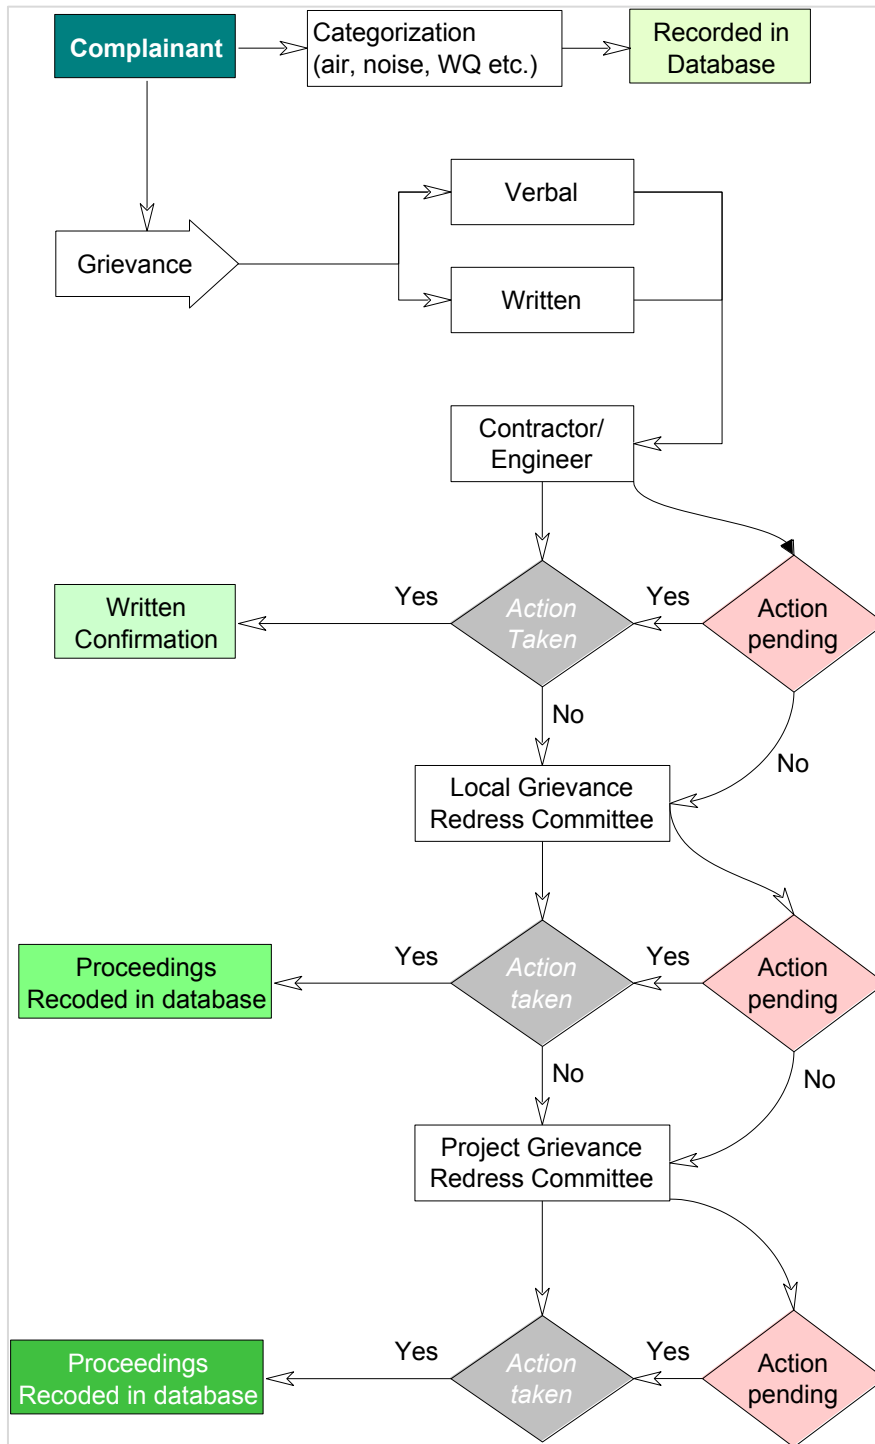 Complainant
Categorization
(air, noise, WQ etc.)
Recorded in
Database
Verbal
Grievance
Written
Contractor/
Engineer
Written
Confirmation
Yes
Action
Taken
Yes
Action
pending
No
No
Local Grievance
Redress Committee
Proceedings
Recoded in database
Yes
Action
taken
Yes
Action
pending
No
No
Project Grievance
Redress Committee
Proceedings
Recoded in database
Yes
Action
taken
Yes
Action
pending